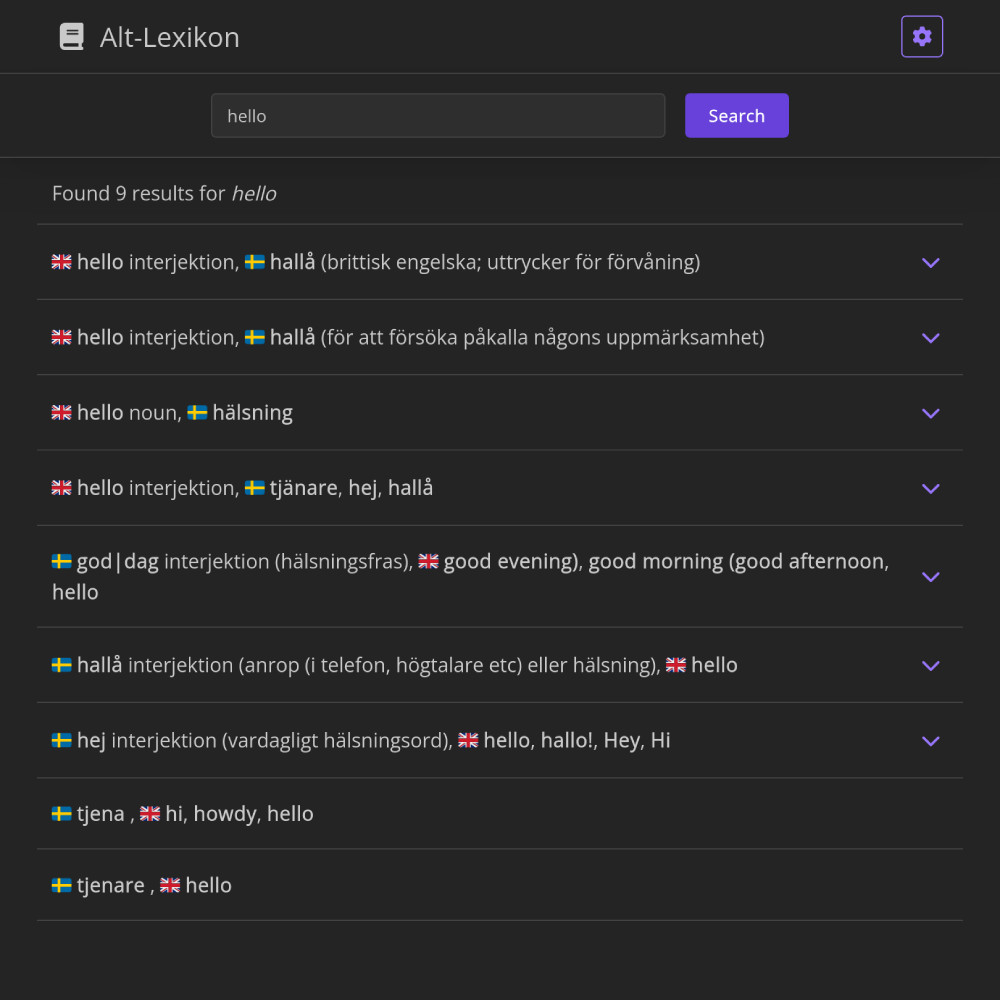 Alt-Lexikon
hello
Search
Found 9 results for hello
hello interjektion, hallå (brittisk engelska; uttrycker för förvåning)
hello interjektion, hallå (för att försöka påkalla någons uppmärksamhet)
hello noun, hälsning
hello interjektion, tjänare, hej, hallå
god|dag interjektion (hälsningsfras), good evening), good morning (good afternoon,
hello
hallå interjektion (anrop (i telefon, högtalare etc) eller hälsning), hello
hej interjektion (vardagligt hälsningsord), hello, hallo!, Hey, Hi
tjena , hi, howdy, hello
tjenare , hello